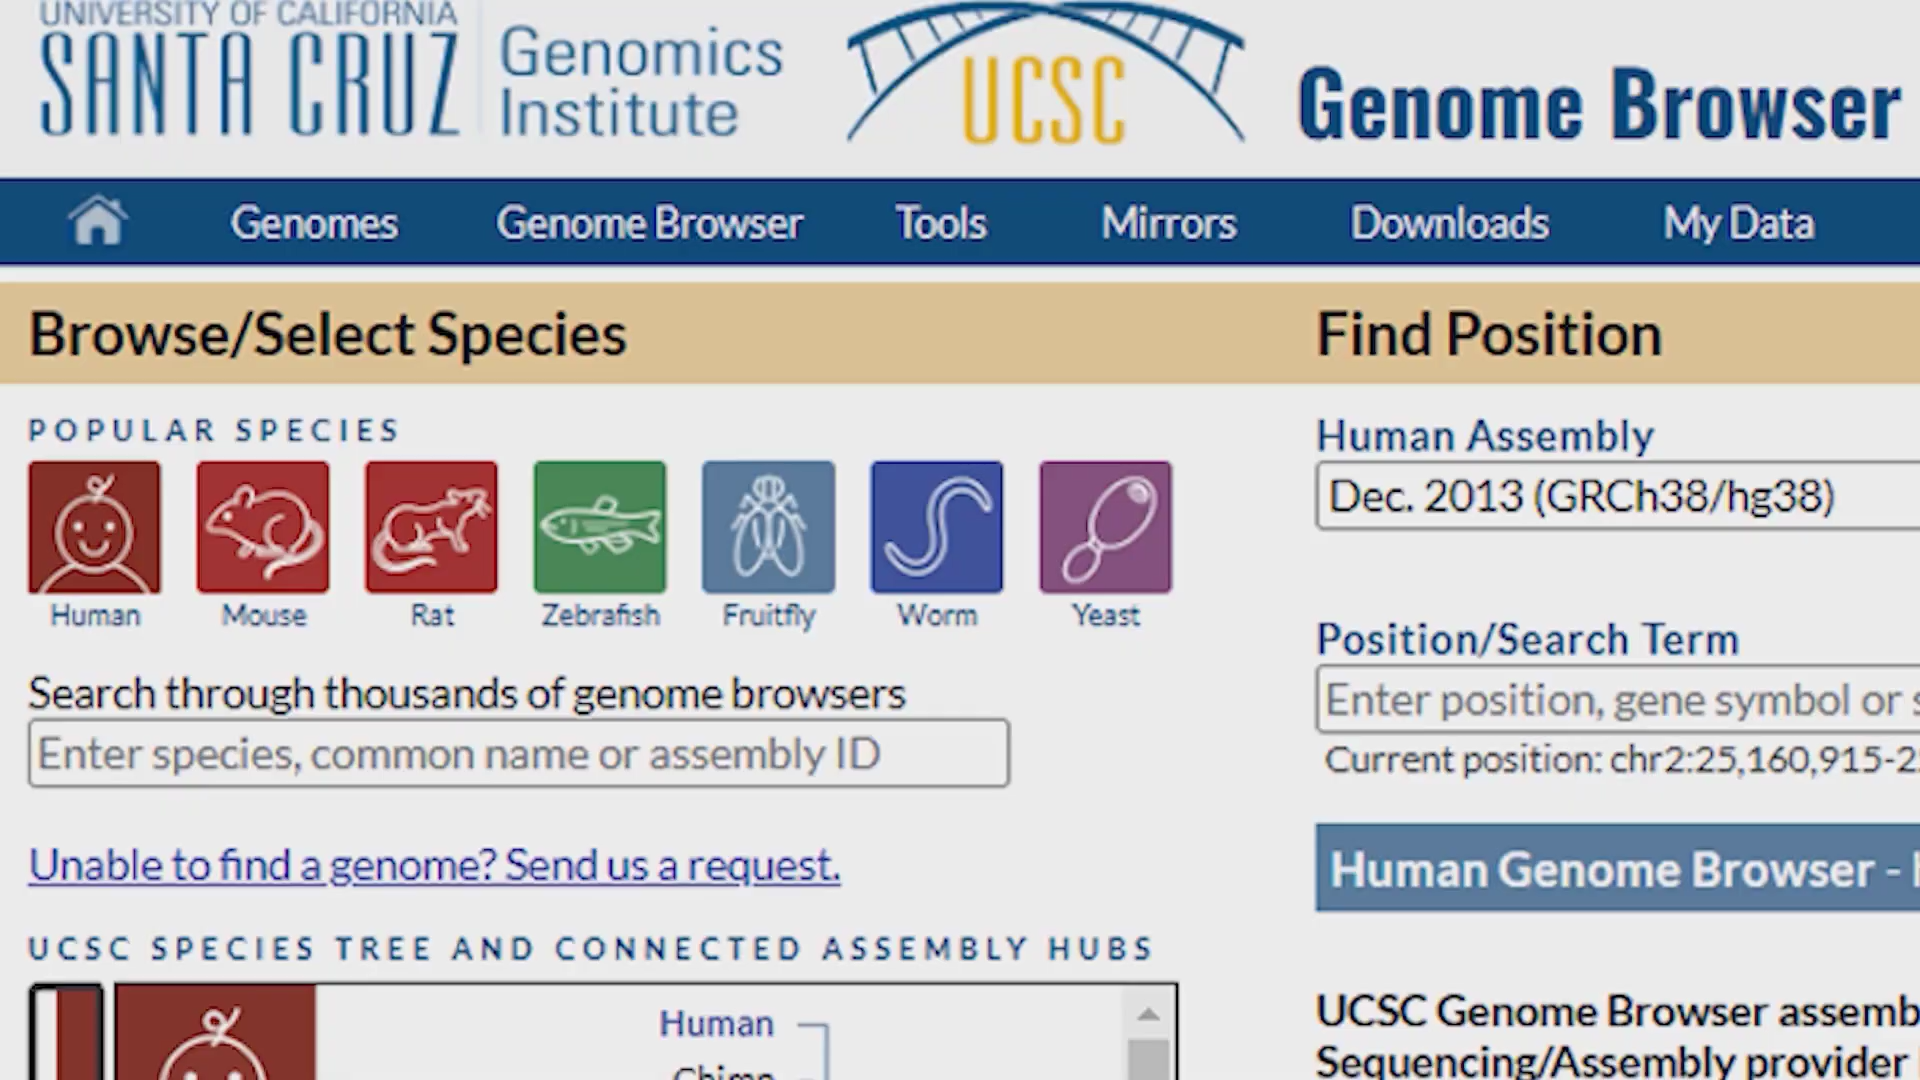 UNIVERSITY OF CALIFORNIA
SANTA CRUZ
Genomics
Institute
UCSC
Genome Browser
Genomes
Genome Browser
Tools
Mirrors
Downloads
My Data
Browse/Select Species
Find Position
POPULAR SPECIES
Human
Mouse
Rat
Zebrafish
Fruitfly
Worm
Yeast
Search through thousands of genome browsers
Enter species, common name or assembly ID
Unable to find a genome? Send us a request.
UCSC SPECIES TREE AND CONNECTED ASSEMBLY HUBS
Human
Chimp
Human Assembly
Dec. 2013 (GRCh38/hg38)
Position/Search Term
Enter position, gene symbol or
Current position: chr2:25,160,915-2
Human Genome Browser -
UCSC Genome Browser assemb
Sequencing/Assembly provider